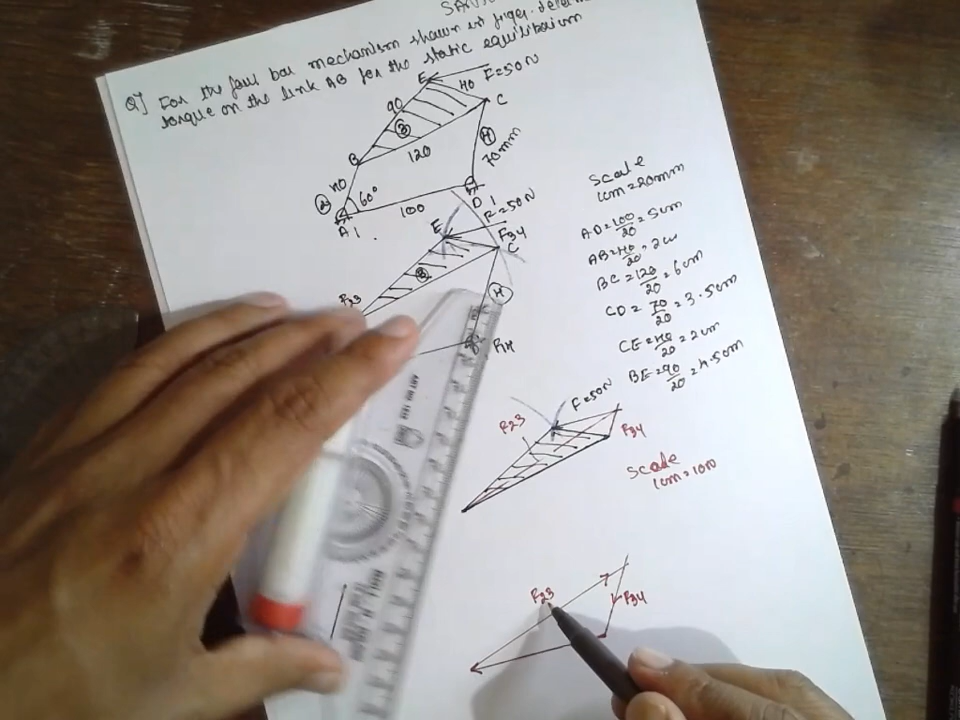 Q] For the four bar mechanism shown in figer.
torque on the link AB for the static equilibrium
E
F=50N
90
40
C
3
B
120
4
70mm
40
2
60°
100
D 1
A 1.
F=50N
E
F34
C
3
F23
4
Scale
1cm=20mm
AD=100/20=5cm
AB=40/20=2cm
BC=120/20=6cm
CD=70/20=3.5cm
CE=40/20=2cm
BE=90/20=4.5cm
F=50N
F23
F34
Scale
1cm=10N
F23
F34